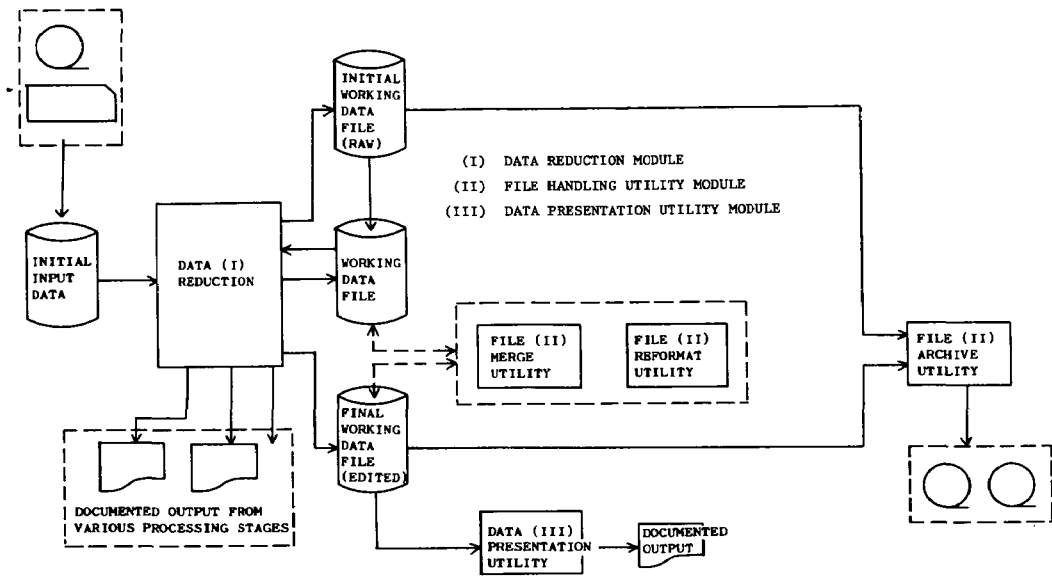 INITIAL
WORKING
DATA
FILE
(RAW)
(I) DATA REDUCTION MODULE
(II) FILE HANDLING UTILITY MODULE
(III) DATA PRESENTATION UTILITY MODULE
INITIAL
INPUT
DATA
DATA (I)
REDUCTION
WORKING
DATA
FILE
FILE (II)
MERGE
UTILITY
FILE (II)
REFORMAT
UTILITY
FILE (II)
ARCHIVE
UTILITY
FINAL
WORKING
DATA
FILE
(EDITED)
DOCUMENTED OUTPUT FROM
VARIOUS PROCESSING STAGES
DATA (III)
PRESENTATION
UTILITY
DOCUMENTED
OUTPUT